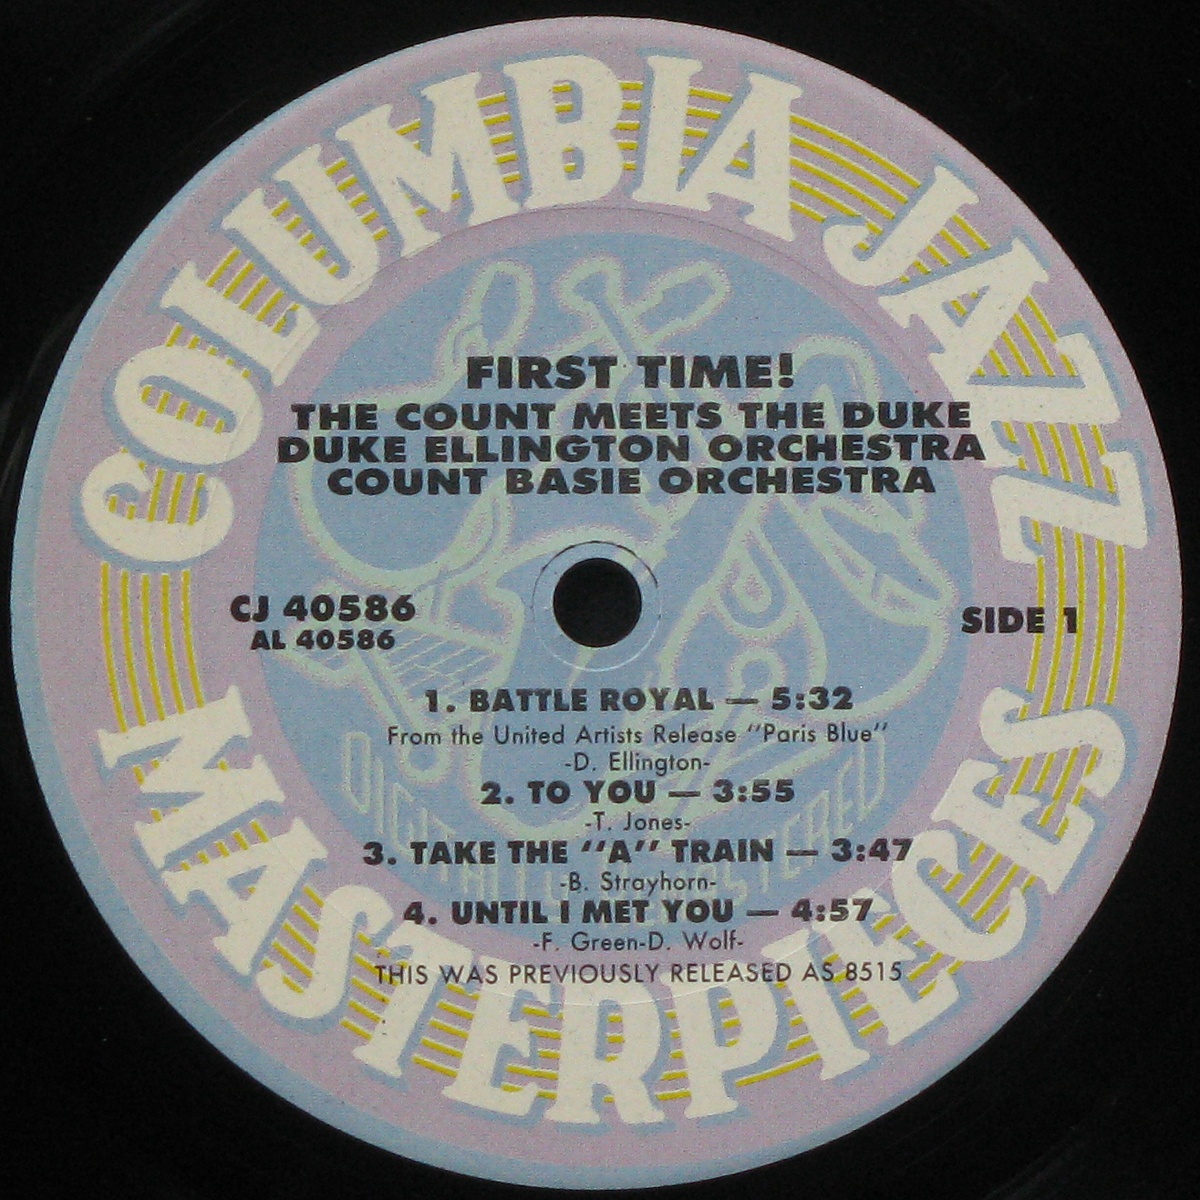 COLUMBIA JAZZ
MASTERPIECES
FIRST TIME!
THE COUNT MEETS THE DUKE
DUKE ELLINGTON ORCHESTRA
COUNT BASIE ORCHESTRA
CJ 40586
AL 40586
SIDE 1
1. BATTLE ROYAL — 5:32
From the United Artists Release "Paris Blue"
-D. Ellington-
2. TO YOU — 3:55
-T. Jones-
3. TAKE THE "A" TRAIN — 3:47
-B. Strayhorn-
4. UNTIL I MET YOU — 4:57
-F. Green-D. Wolf-
THIS WAS PREVIOUSLY RELEASED AS 8515